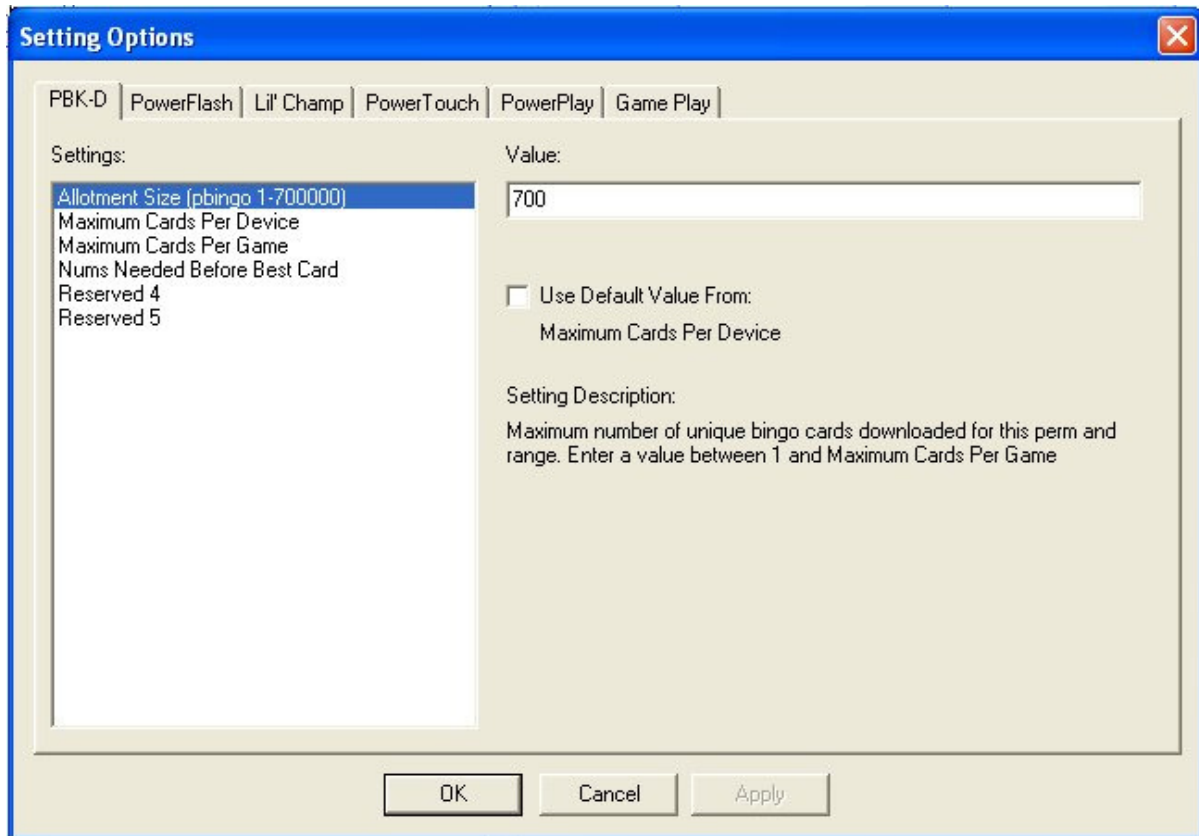 Setting Options
PBK-D PowerFlash Lil' Champ PowerTouch PowerPlay Game Play
Settings:
Allotment Size (pbingo 1-700000)
Maximum Cards Per Device
Maximum Cards Per Game
Nums Needed Before Best Card
Reserved 4
Reserved 5
Value:
700
Use Default Value From:
Maximum Cards Per Device
Setting Description:
Maximum number of unique bingo cards downloaded for this perm and
range. Enter a value between 1 and Maximum Cards Per Game
OK Cancel Apply